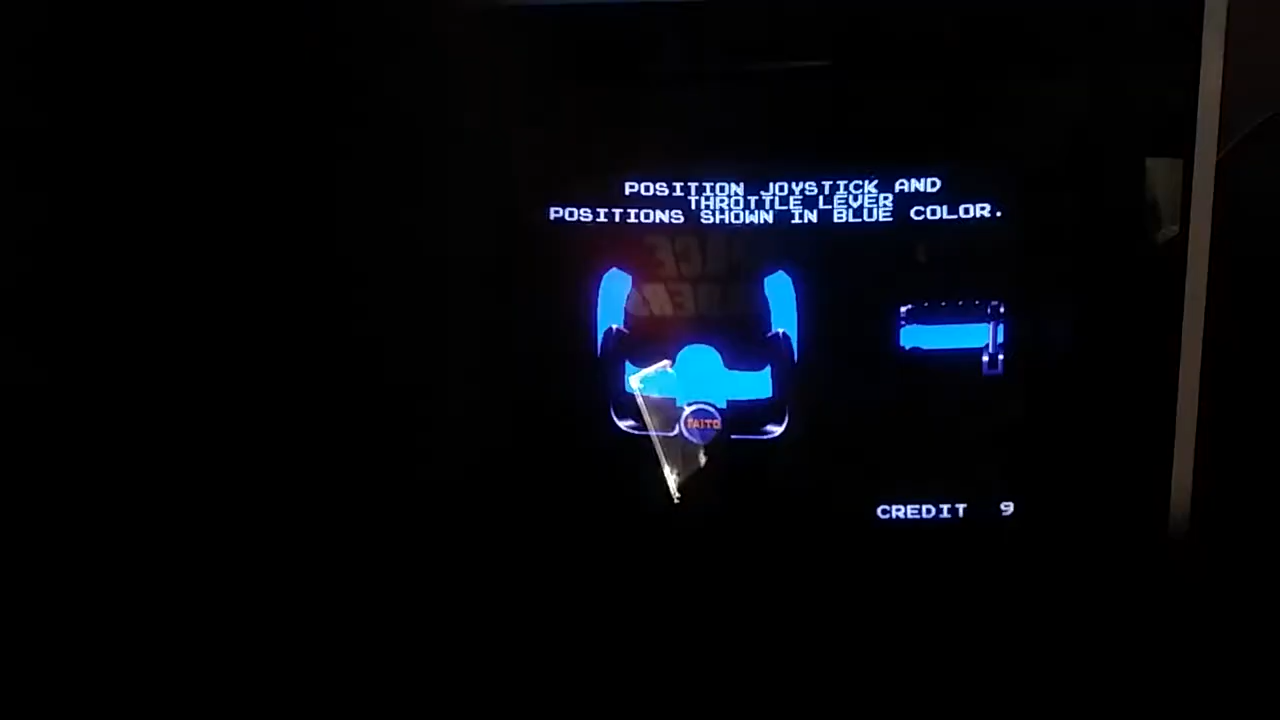 POSITION JOYSTICK AND
THROTTLE LEVER
POSITIONS SHOWN IN BLUE COLOR.
TAITO
CREDIT 9